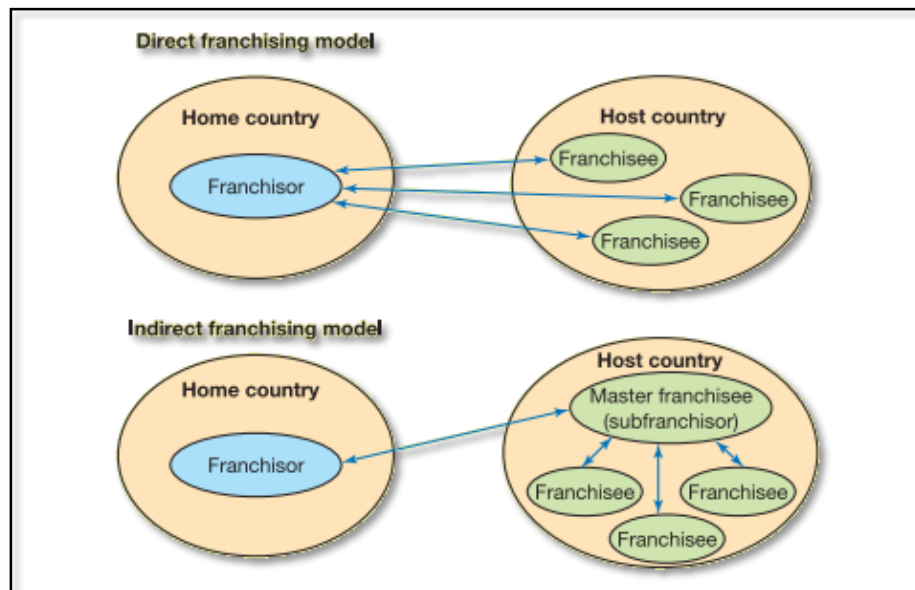 Direct franchising model
Home country
Franchisor
Host country
Franchisee
Franchisee
Franchisee
Indirect franchising model
Home country
Franchisor
Host country
Master franchisee
(subfranchisor)
Franchisee
Franchisee
Franchisee